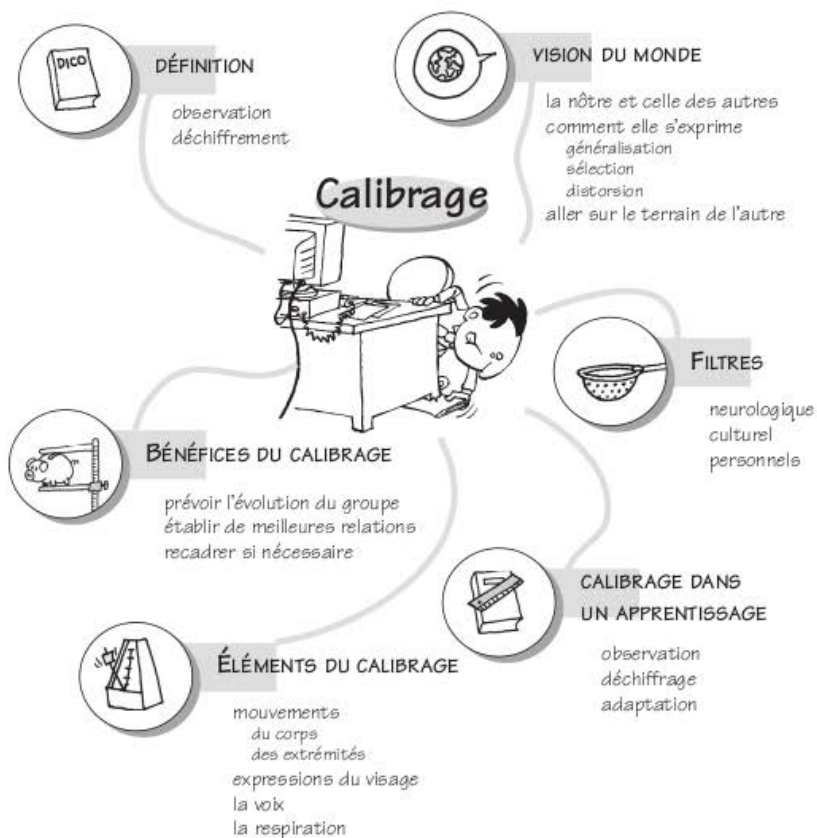 DICO
DÉFINITION
observation
déchiffrement
VISION DU MONDE
la nôtre et celle des autres
comment elle s'exprime
généralisation
sélection
distorsion
aller sur le terrain de l'autre
Calibrage
FILTRES
neurologique
culturel
personnels
BÉNÉFICES DU CALIBRAGE
prévoir l'évolution du groupe
établir de meilleures relations
recadrer si nécessaire
CALIBRAGE DANS
UN APPRENTISSAGE
observation
déchiffrage
adaptation
ÉLÉMENTS DU CALIBRAGE
mouvements
du corps
des extrémités
expressions du visage
la voix
la respiration